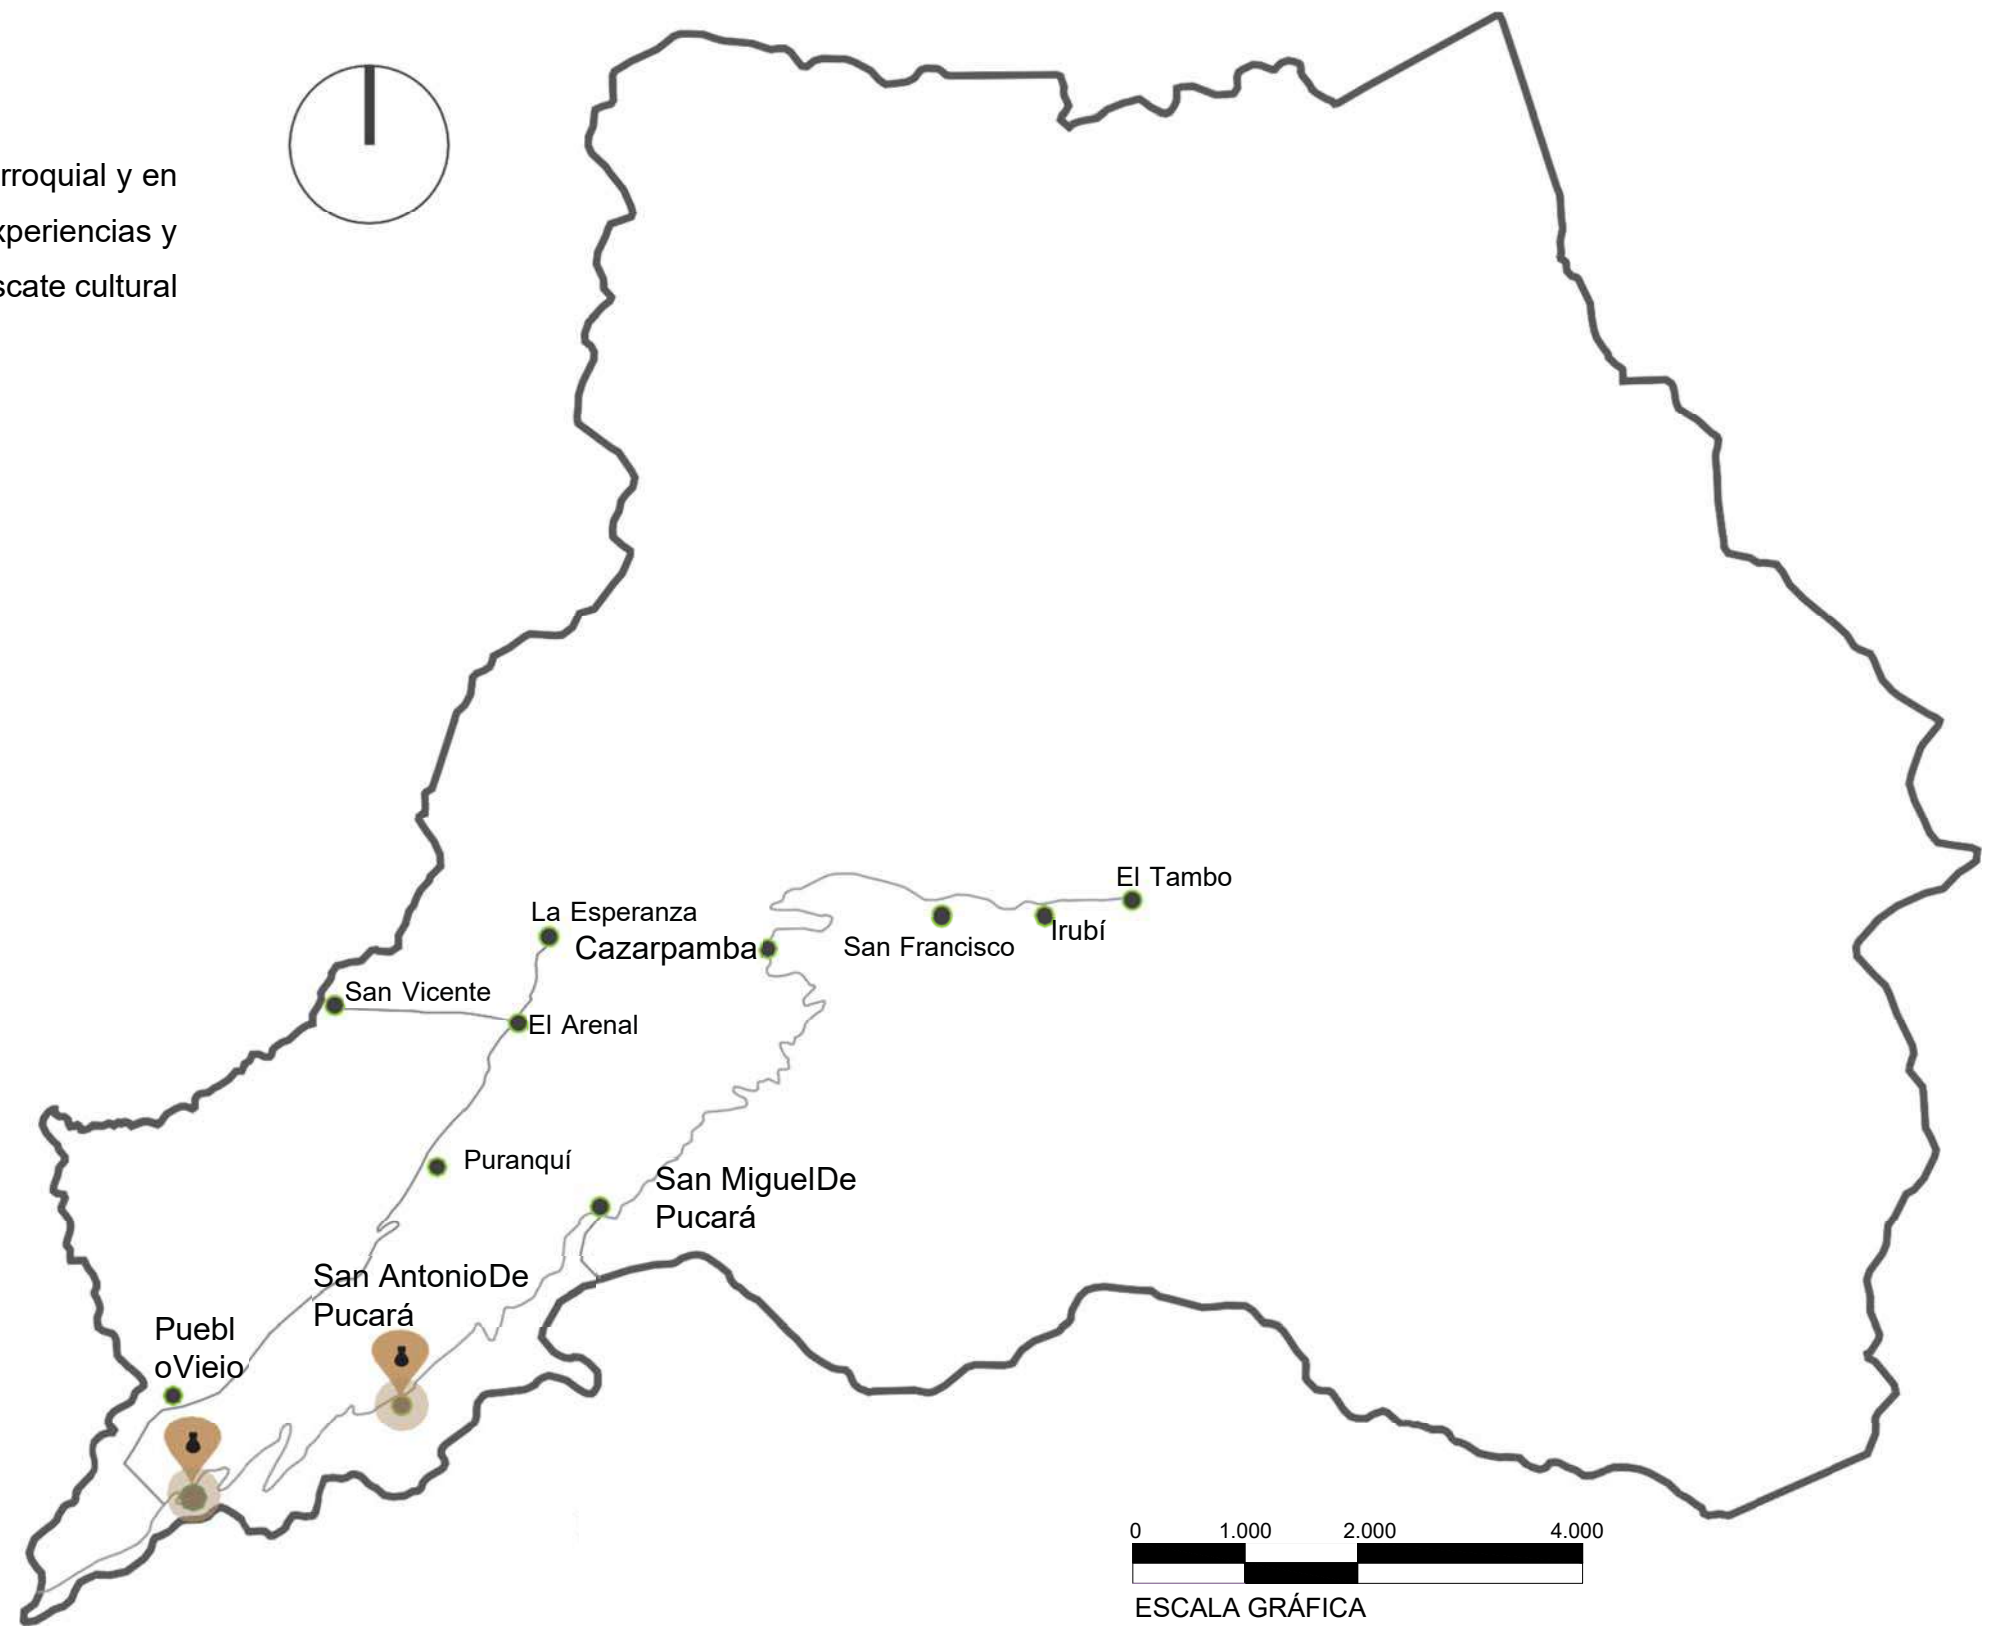 rroquial y en
xperiencias y
scate cultural
El Tambo
La Esperanza
Irubí
Cazarpamba
San Francisco
San Vicente
El Arenal
Puranquí
San MiguelDe
Pucará
San AntonioDe
Pucará
Puebl
oViejo
0 1.000 2.000 4.000
ESCALA GRÁFICA